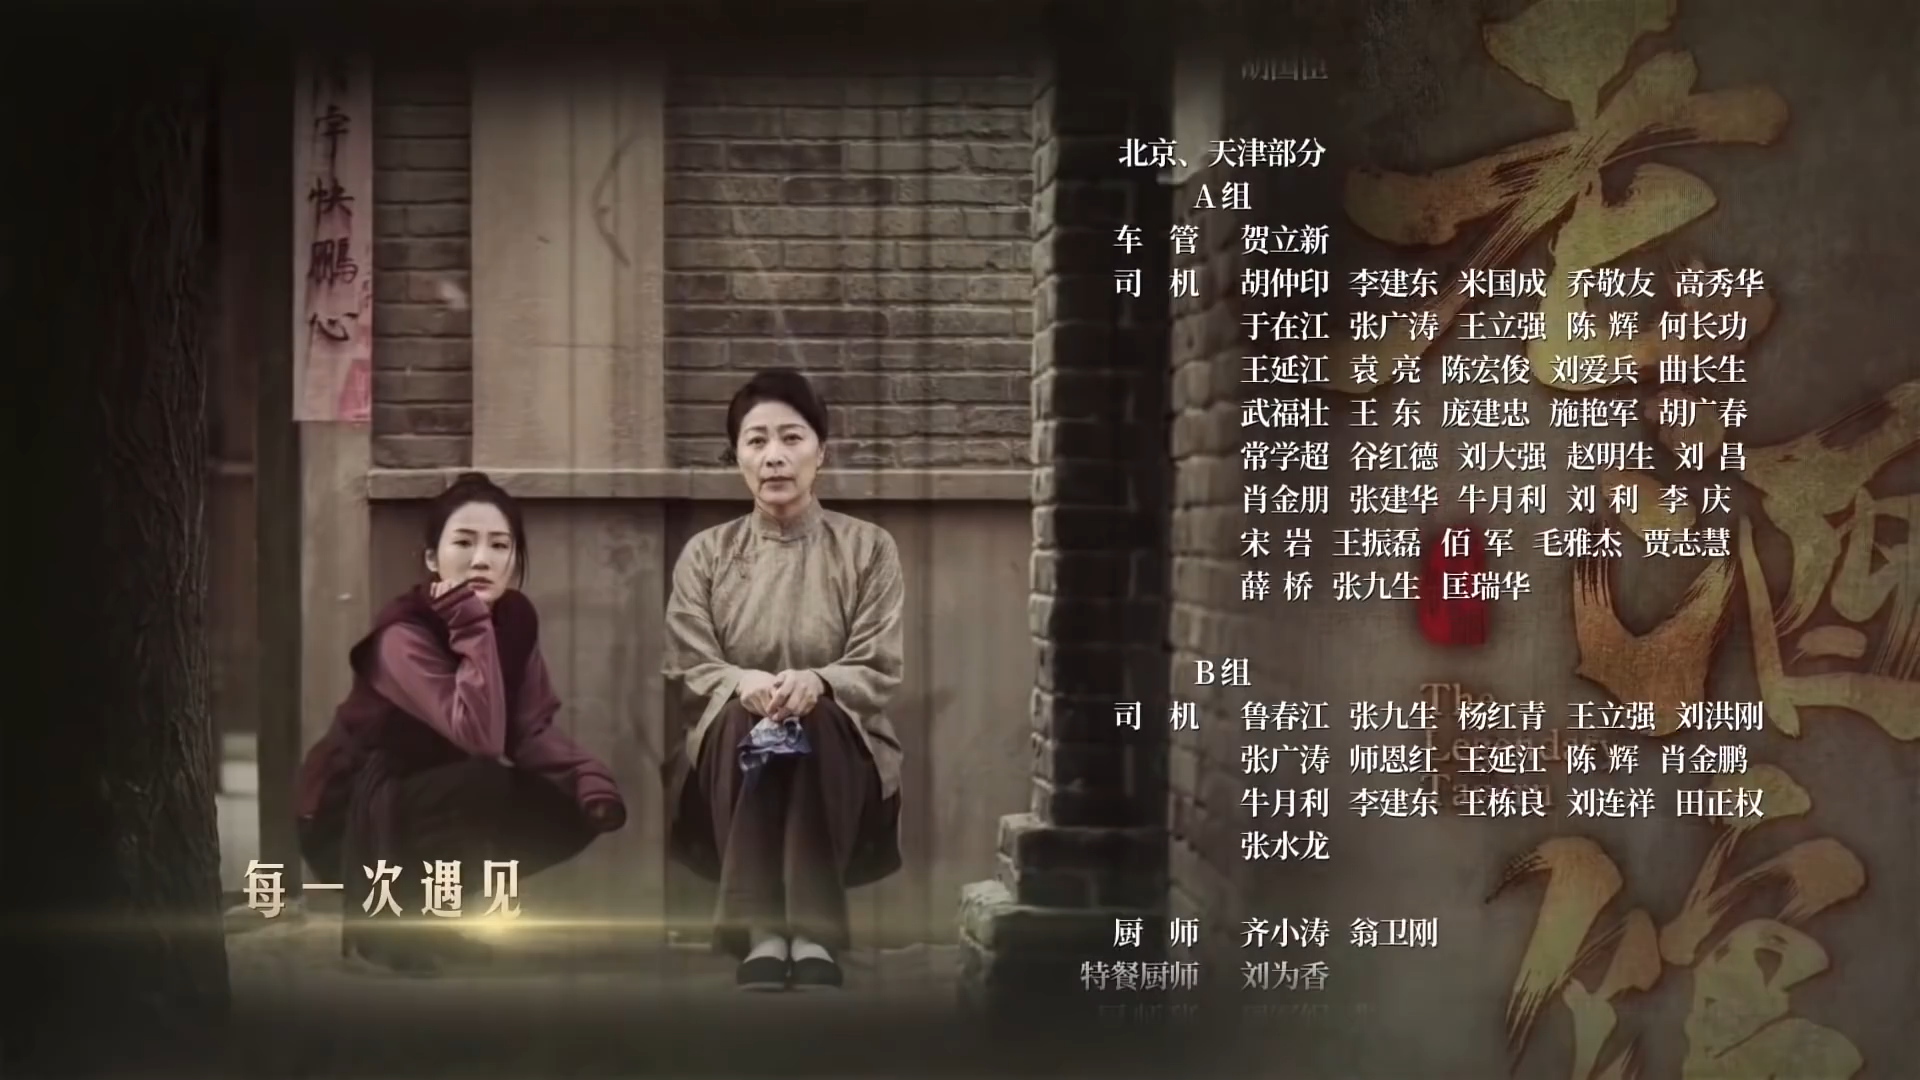 宇
快
鹏
心
北京、天津部分
A组
车 管 贺立新
司 机 胡仲印 李建东 米国成 乔敬友 高秀华
于在江 张广涛 王立强 陈 辉 何长功
王延江 袁 亮 陈宏俊 刘爱兵 曲长生
武福壮 王 东 庞建忠 施艳军 胡广春
常学超 谷红德 刘大强 赵明生 刘 昌
肖金朋 张建华 牛月利 刘 利 李 庆
宋 岩 王振磊 佰 军 毛雅杰 贾志慧
薛 桥 张九生 匡瑞华
B组
司 机 鲁春江 张九生 杨红青 王立强 刘洪刚
张广涛 师恩红 王延江 陈 辉 肖金鹏
牛月利 李建东 王栋良 刘连祥 田正权
张水龙
厨 师 齐小涛 翁卫刚
特餐厨师 刘为香
每一次遇见
老酒馆
The
Legendary
Tavern